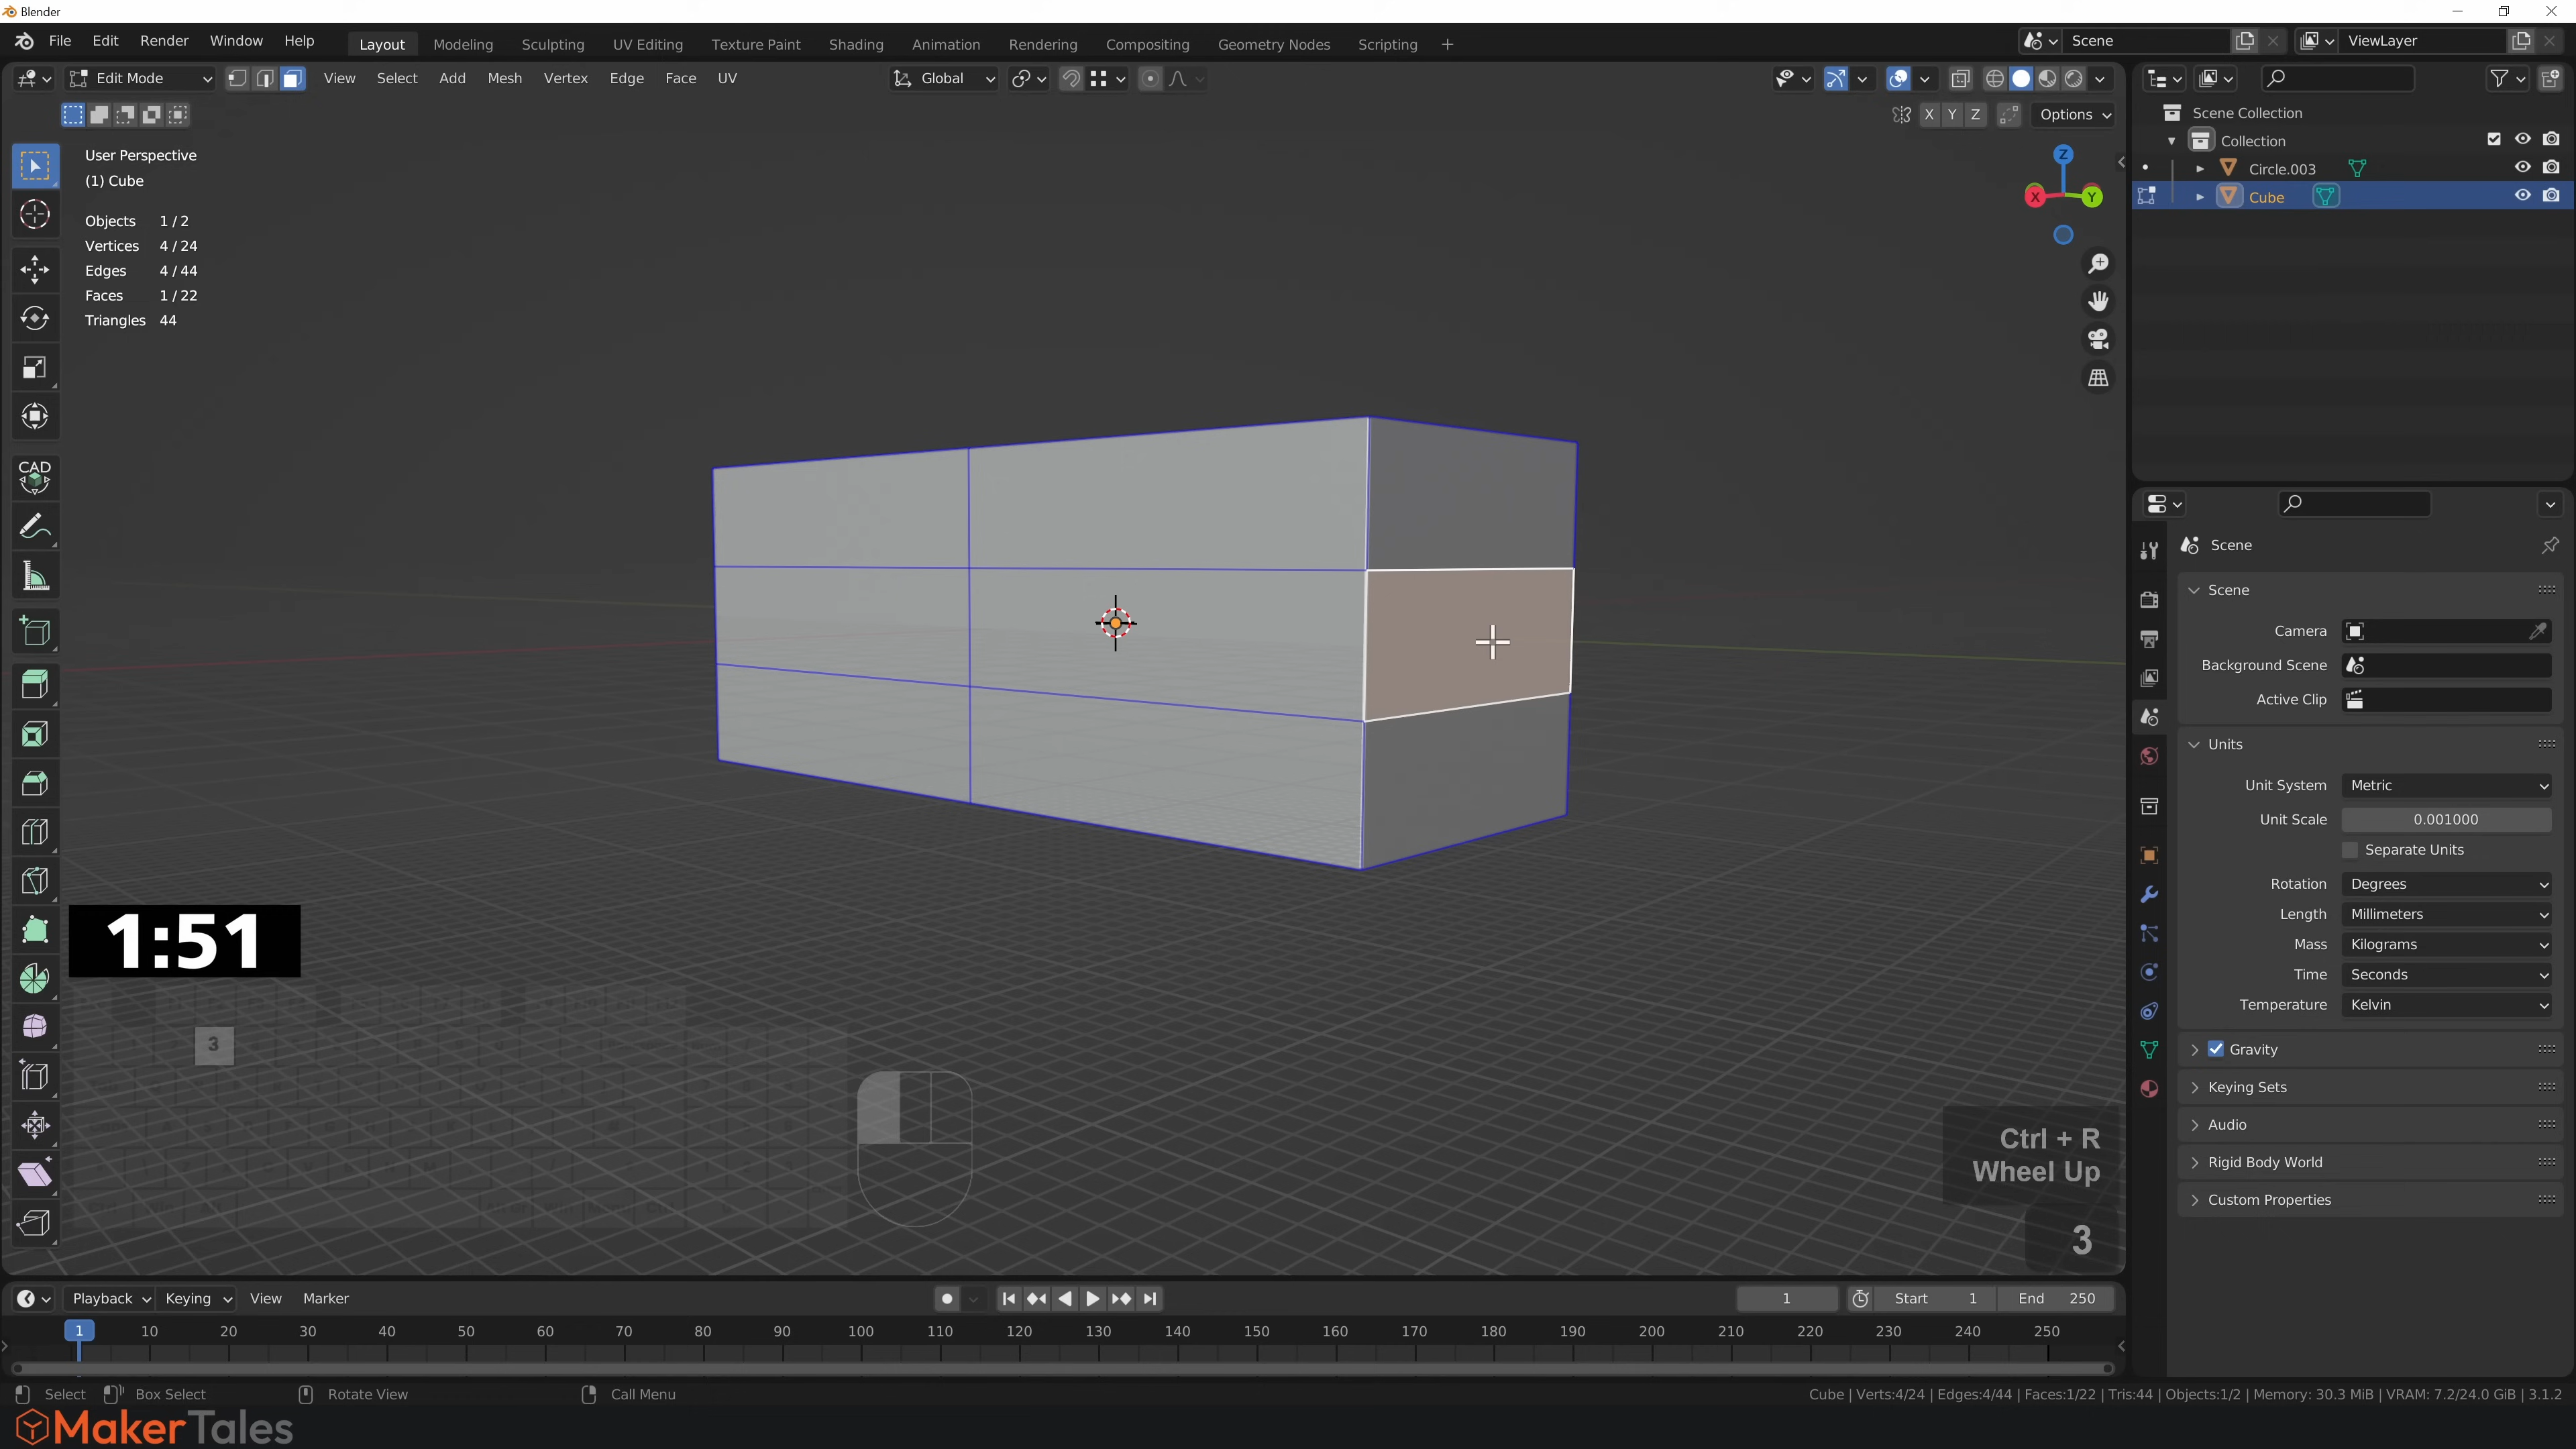 Blender
File Edit Render Window Help Layout Modeling Sculpting UV Editing Texture Paint Shading Animation Rendering Compositing Geometry Nodes Scripting + Scene ViewLayer
Edit Mode View Select Add Mesh Vertex Edge Face UV Global
X Y Z Options
User Perspective
(1) Cube
Objects 1 / 2
Vertices 4 / 24
Edges 4 / 44
Faces 1 / 22
Triangles 44
Z
X
Y
CAD
1:51
3
Ctrl + R
Wheel Up
3
Scene Collection
Collection
Circle.003
Cube
Scene
Scene
Camera
Background Scene
Active Clip
Units
Unit System Metric
Unit Scale 0.001000
Separate Units
Rotation Degrees
Length Millimeters
Mass Kilograms
Time Seconds
Temperature Kelvin
Gravity
Keying Sets
Audio
Rigid Body World
Custom Properties
Playback Keying View Marker 1 Start 1 End 250
1 10 20 30 40 50 60 70 80 90 100 110 120 130 140 150 160 170 180 190 200 210 220 230 240 250
Select Box Select Rotate View Call Menu Cube | Verts:4/24 | Edges:4/44 | Faces:1/22 | Tris:44 | Objects:1/2 | Memory: 30.3 MiB | VRAM: 7.2/24.0 GiB | 3.1.2
MakerTales